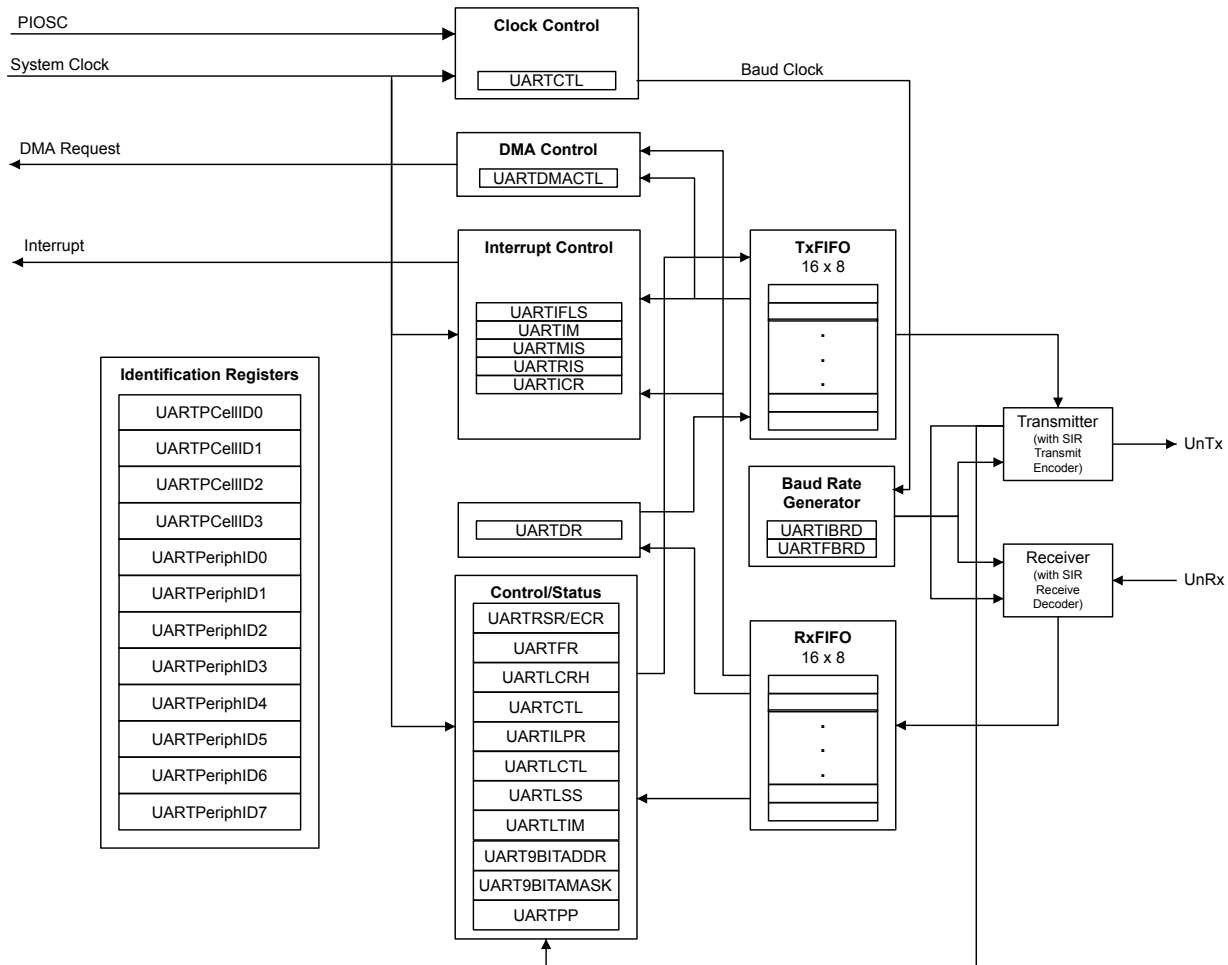 PIOSC
Clock Control
System Clock
UARTCTL
Baud Clock
DMA Request
DMA Control
UARTDMACTL
Interrupt
Interrupt Control
UARTIFLS
UARTIM
UARTMIS
UARTRIS
UARTICR
TxFIFO
16 x 8
.
.
.
Identification Registers
UARTPCellID0
UARTPCellID1
UARTPCellID2
UARTPCellID3
UARTPeriphID0
UARTPeriphID1
UARTPeriphID2
UARTPeriphID3
UARTPeriphID4
UARTPeriphID5
UARTPeriphID6
UARTPeriphID7
Transmitter
(with SIR
Transmit
Encoder)
UnTx
Baud Rate
Generator
UARTIBRD
UARTFBRD
UARTDR
Receiver
(with SIR
Receive
Decoder)
UnRx
Control/Status
UARTRSR/ECR
UARTFR
UARTLCRH
UARTCTL
UARTILPR
UARTLCTL
UARTLSS
UARTLTIM
UART9BITADDR
UART9BITAMASK
UARTPP
RxFIFO
16 x 8
.
.
.